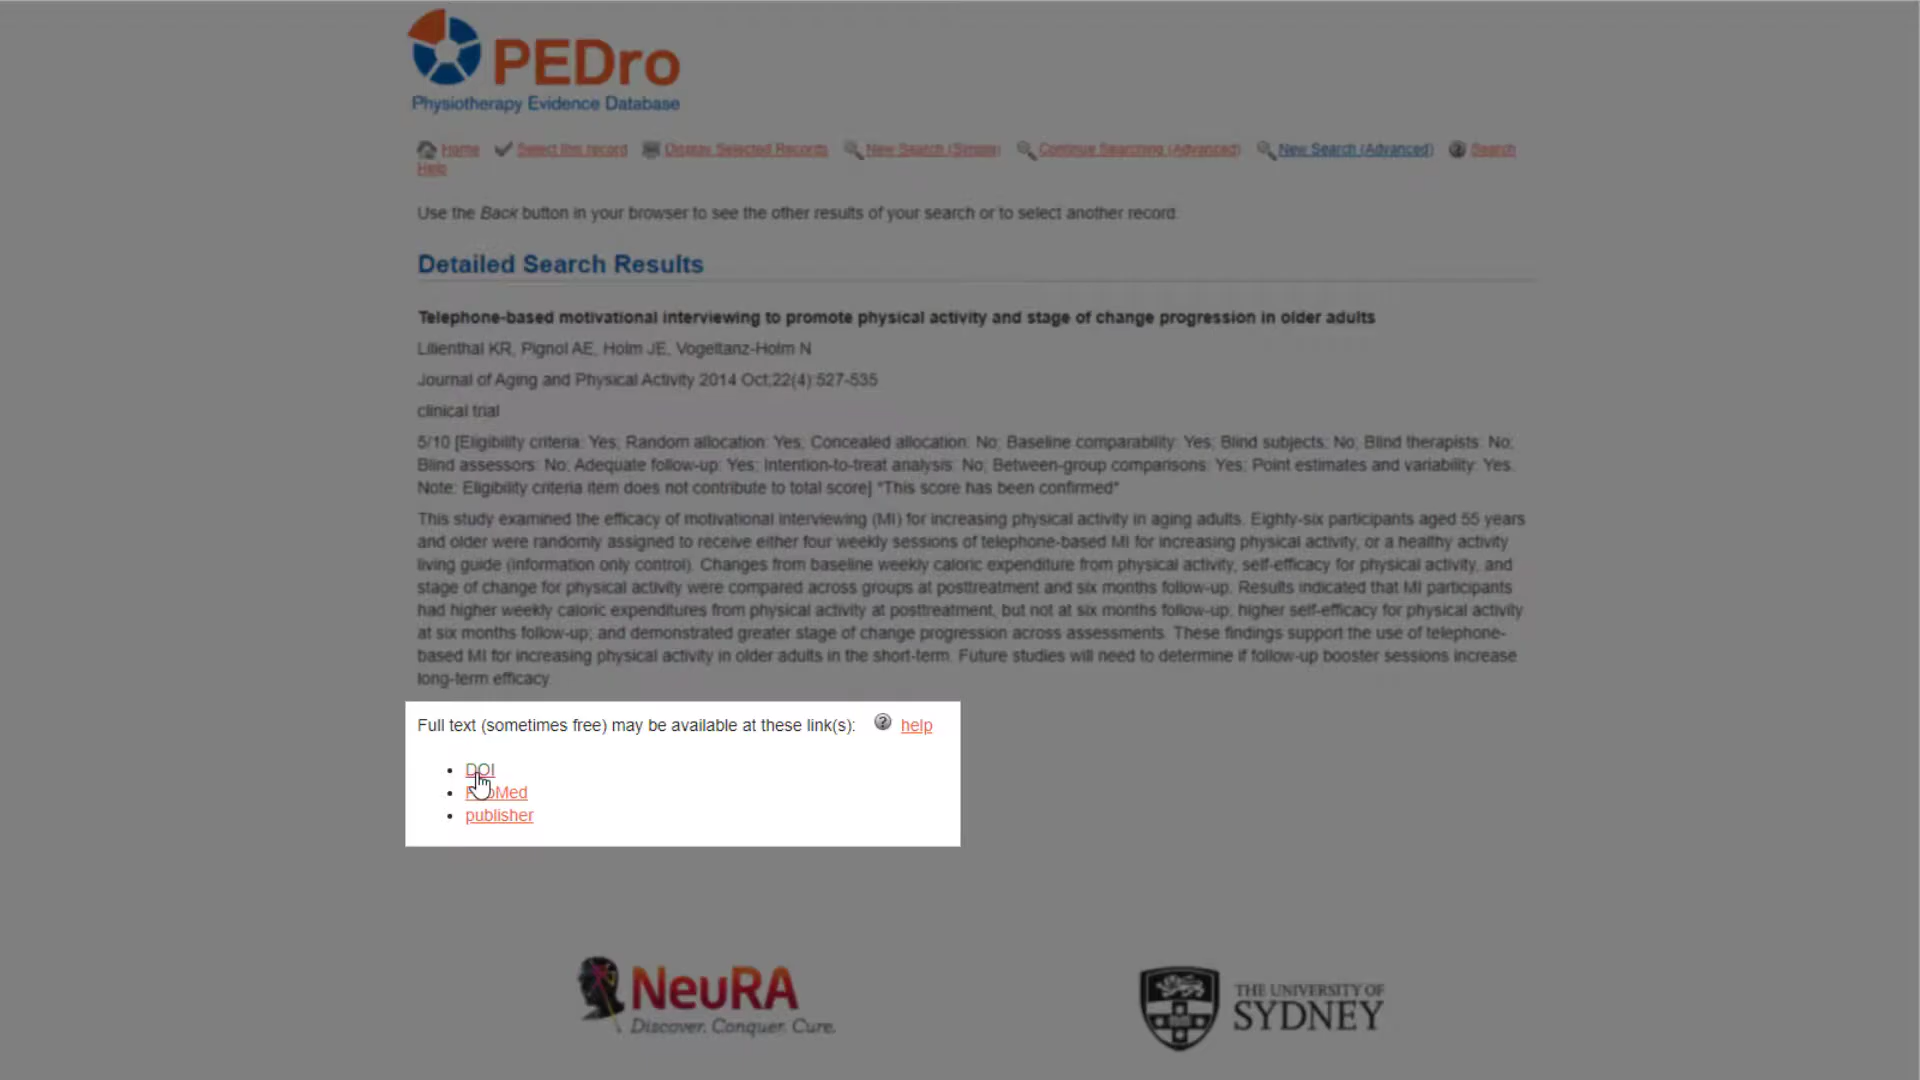 PEDro
Physiotherapy Evidence Database
Home Select this record Display Selected Records New Search (Simple) Continue Searching (Advanced) New Search (Advanced) Search
Help
Use the Back button in your browser to see the other results of your search or to select another record.
Detailed Search Results
Telephone-based motivational interviewing to promote physical activity and stage of change progression in older adults
Lilienthal KR, Pignol AE, Holm JE, Vogeltanz-Holm N
Journal of Aging and Physical Activity 2014 Oct;22(4):527-535
clinical trial
5/10 [Eligibility criteria: Yes; Random allocation: Yes; Concealed allocation: No; Baseline comparability: Yes; Blind subjects: No; Blind therapists: No;
Blind assessors: No; Adequate follow-up: Yes; Intention-to-treat analysis: No; Between-group comparisons: Yes; Point estimates and variability: Yes.
Note: Eligibility criteria item does not contribute to total score] *This score has been confirmed*
This study examined the efficacy of motivational interviewing (MI) for increasing physical activity in aging adults. Eighty-six participants aged 55 years
and older were randomly assigned to receive either four weekly sessions of telephone-based MI for increasing physical activity, or a healthy activity
living guide (information only control). Changes from baseline weekly caloric expenditure from physical activity, self-efficacy for physical activity, and
stage of change for physical activity were compared across groups at posttreatment and six months follow-up. Results indicated that MI participants
had higher weekly caloric expenditures from physical activity at posttreatment, but not at six months follow-up; higher self-efficacy for physical activity
at six months follow-up; and demonstrated greater stage of change progression across assessments. These findings support the use of telephone-
based MI for increasing physical activity in older adults in the short-term. Future studies will need to determine if follow-up booster sessions increase
long-term efficacy.
Full text (sometimes free) may be available at these link(s): help
• DOI
• PubMed
• publisher
NeuRA
Discover. Conquer. Cure.
THE UNIVERSITY OF
SYDNEY